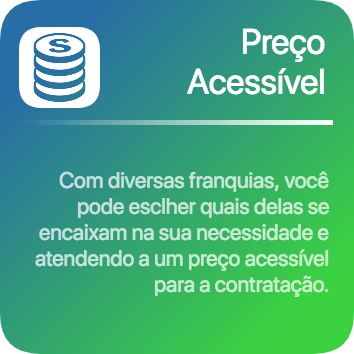 S
Preço
Acessível
Com diversas franquias, você
pode esclher quais delas se
encaixam na sua necessidade e
atendendo a um preço acessível
para a contratação.